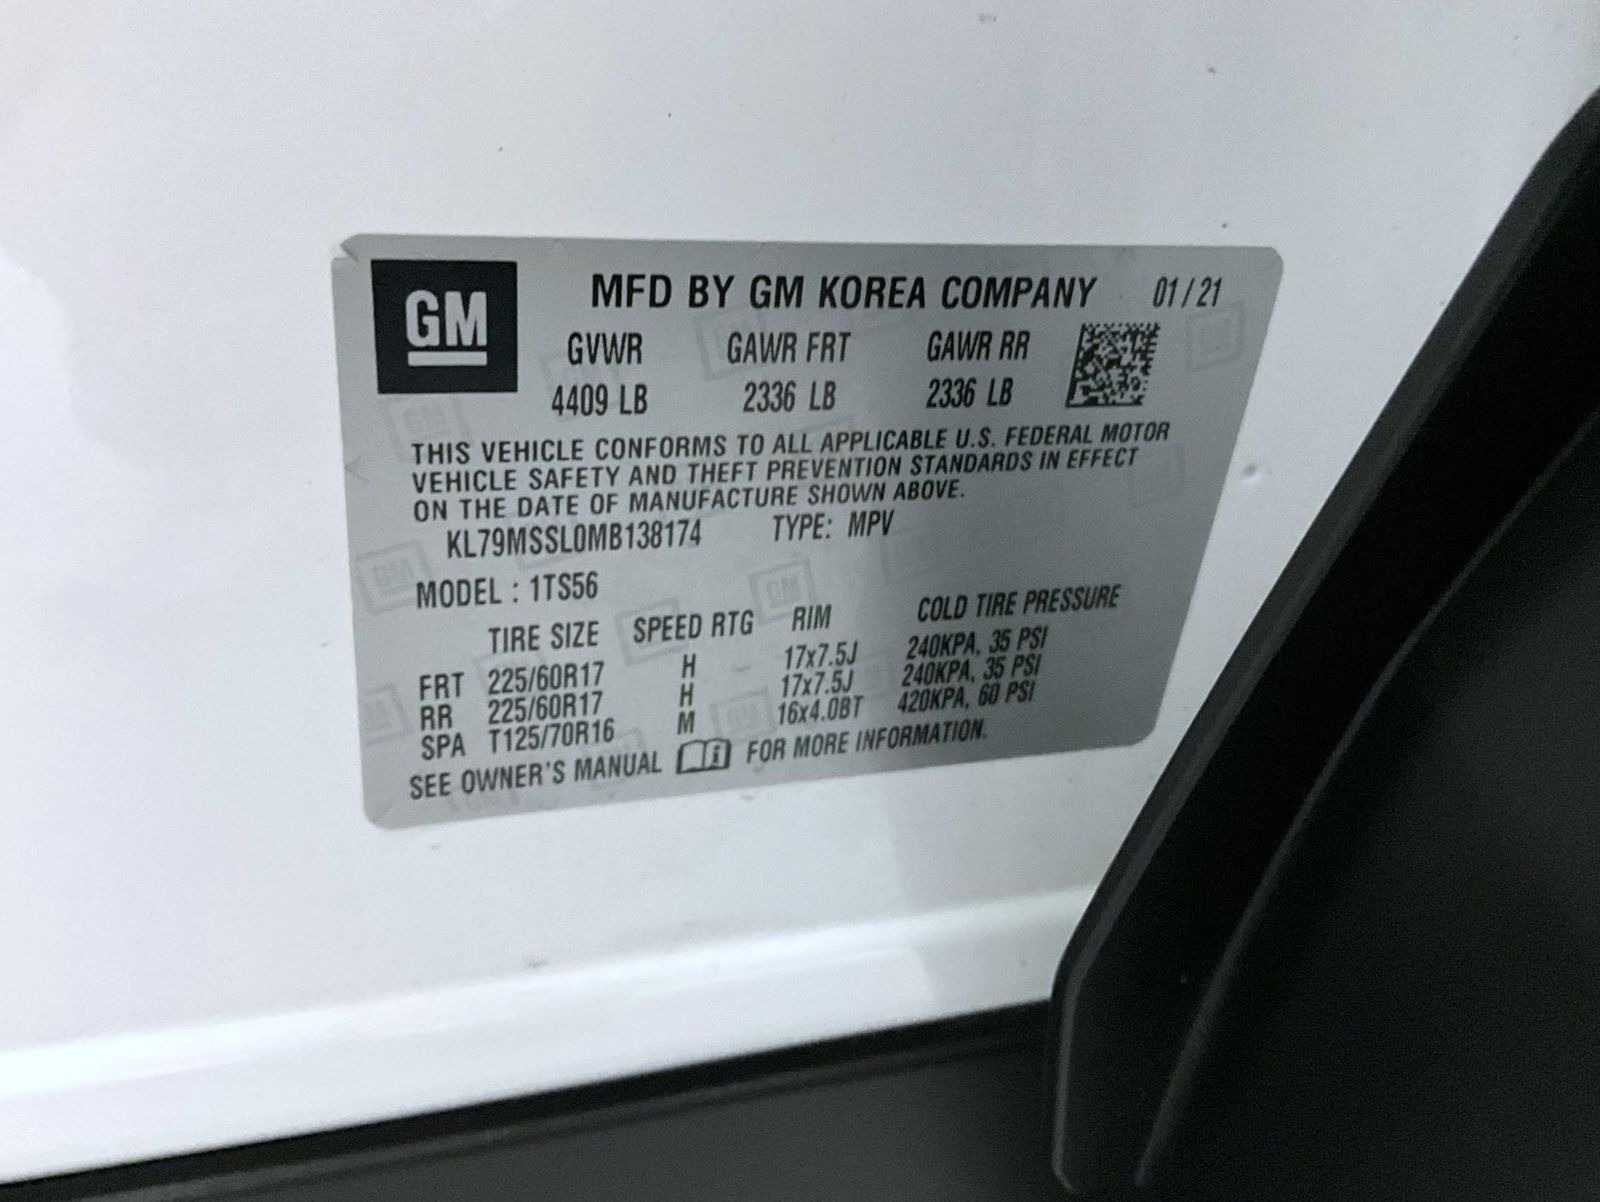 GM
MFD BY GM KOREA COMPANY 01/21
GVWR GAWR FRT GAWR RR
4409 LB 2336 LB 2336 LB
THIS VEHICLE CONFORMS TO ALL APPLICABLE U.S. FEDERAL MOTOR
VEHICLE SAFETY AND THEFT PREVENTION STANDARDS IN EFFECT
ON THE DATE OF MANUFACTURE SHOWN ABOVE.
KL79MSSL0MB138174 TYPE: MPV
MODEL : 1TS56
TIRE SIZE SPEED RTG RIM COLD TIRE PRESSURE
FRT 225/60R17 H 17x7.5J 240KPA, 35 PSI
RR 225/60R17 H 17x7.5J 240KPA, 35 PSI
SPA T125/70R16 M 16x4.0BT 420KPA, 60 PSI
SEE OWNER'S MANUAL FOR MORE INFORMATION.